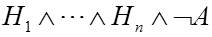 H₁ ∧ ⋯ ∧ Hₙ ∧ ¬A